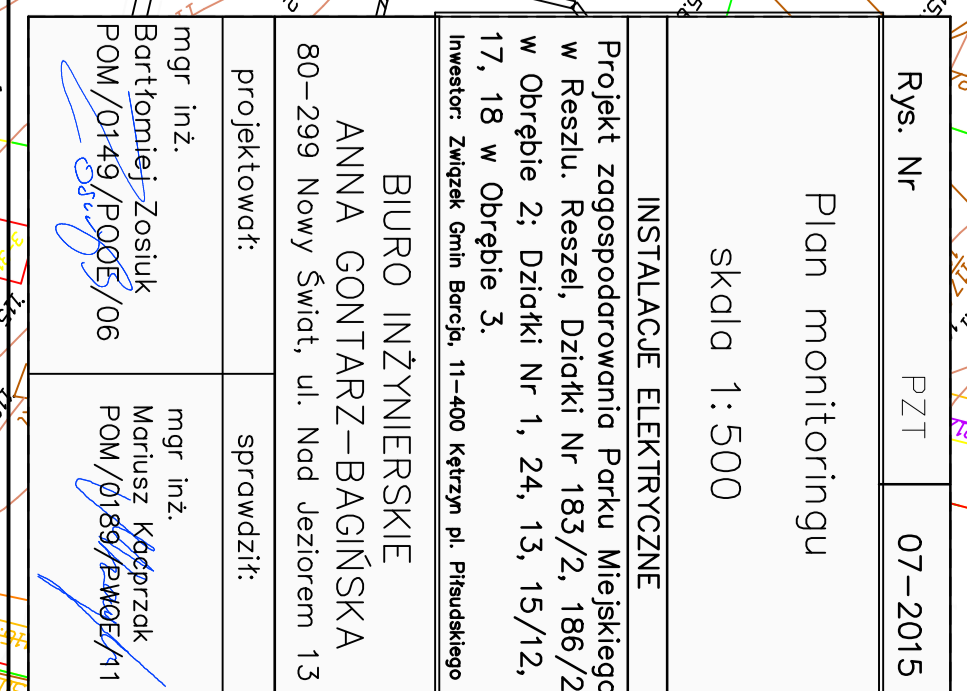 Rys. Nr PZT 07-2015
Plan monitoringu
skala 1:500
INSTALACJE ELEKTRYCZNE
Projekt zagospodarowania Parku Miejskiego
w Reszlu. Reszel, Działki Nr 183/2, 186/2
w Obrębie 2; Działki Nr 1, 24, 13, 15/12,
17, 18 w Obrębie 3.
Inwestor: Związek Gmin Barcja, 11-400 Kętrzyn pl. Piłsudskiego
BIURO INŻYNIERSKIE
ANNA GONTARZ-BAGIŃSKA
80-299 Nowy Świat, ul. Nad Jeziorem 13
projektował:
mgr inż.
Bartłomiej Zosiuk
POM/0149/POOE/06
sprawdził:
mgr inż.
Mariusz Kacprzak
POM/0189/PWOE/11